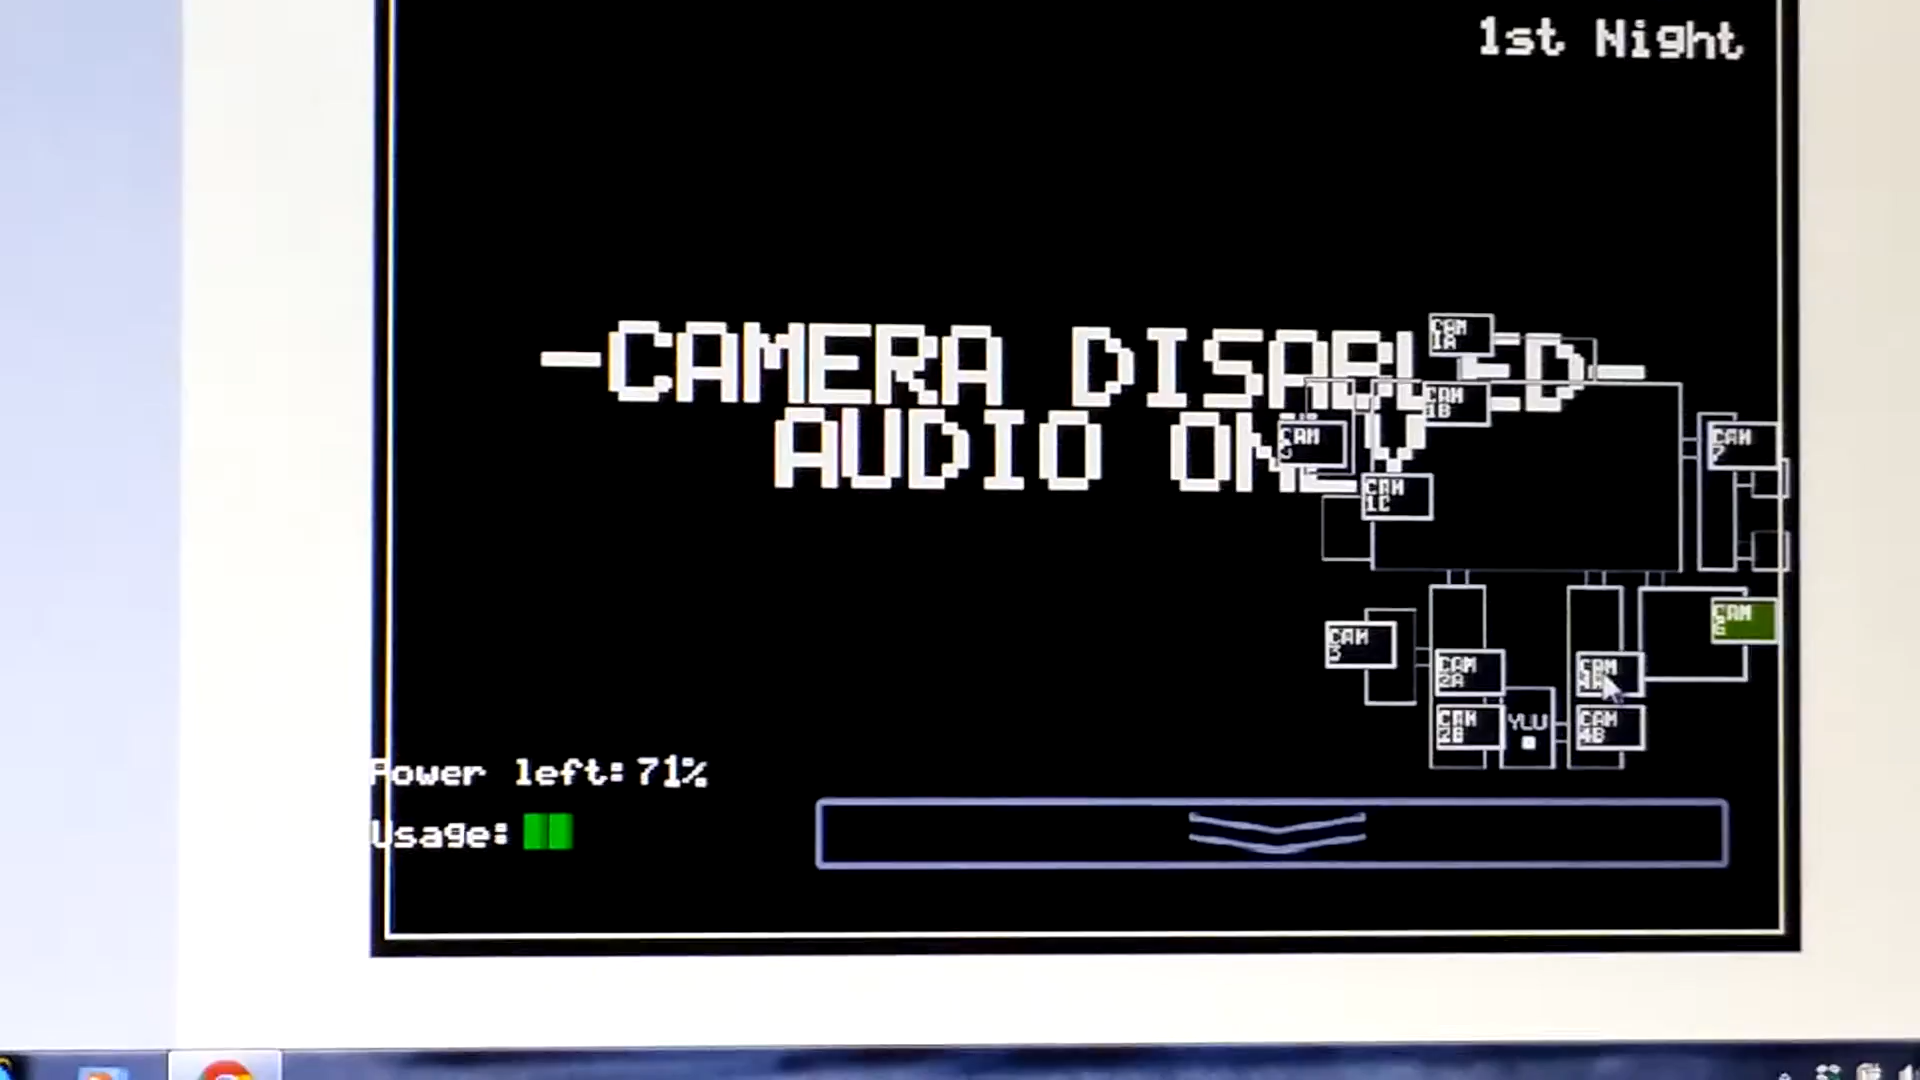 1st Night
-CAMERA DISABLED-
AUDIO ONLY
CAM
1A
CAM
1B
CAM
CAM
7
CAM
1C
CAM
6
CAM
3
CAM
2A
CAM
CAM
2B
YOU
CAM
4B
Power left: 71%
Usage: